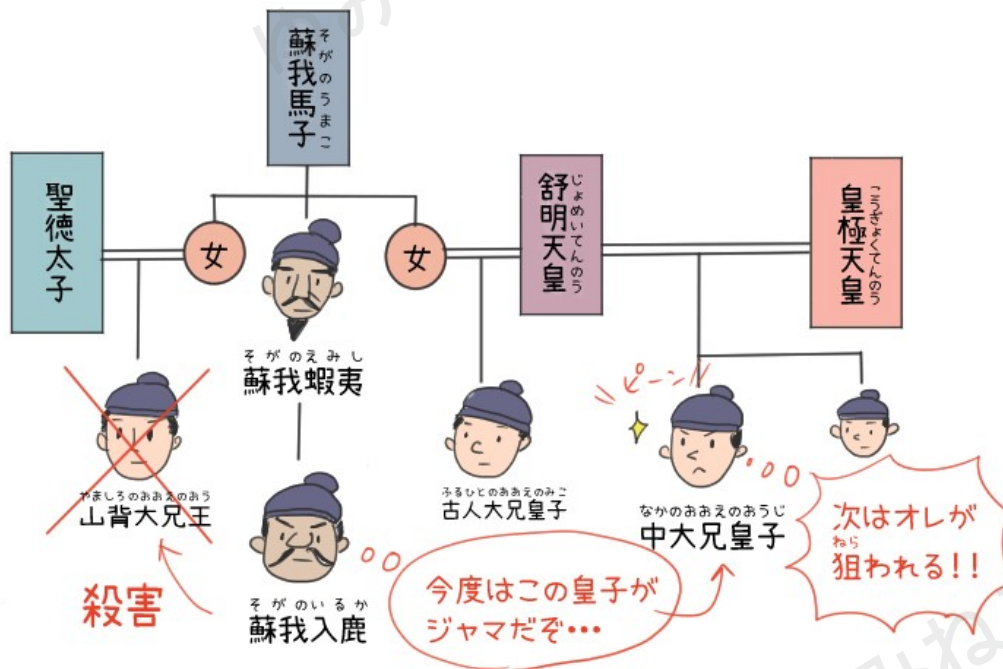 蘇我馬子
そがのうまこ
聖徳太子
女
女
舒明天皇
じょめいてんのう
皇極天皇
こうぎょくてんのう
そがのえみし
蘇我蝦夷
ピーン
やましろのおおえのおう
山背大兄王
ふるひとのおおえのみこ
古人大兄皇子
なかのおおえのおうじ
中大兄皇子
次はオレが
ねら
狙われる!!
殺害
そがのいるか
蘇我入鹿
今度はこの皇子が
ジャマだぞ・・・